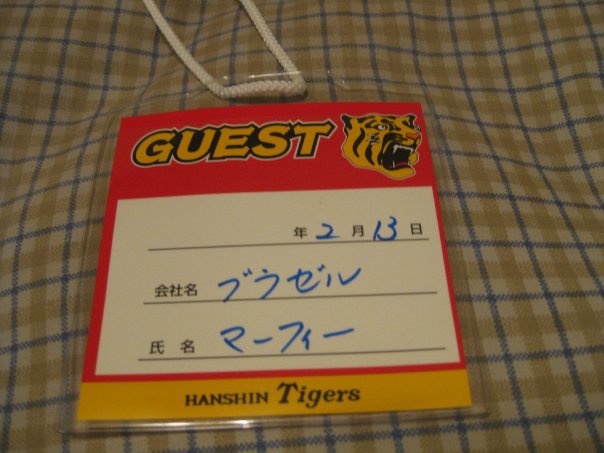 GUEST
年 2 月 13 日
会社名 ブラゼル
氏 名 マーフィー
HANSHIN Tigers